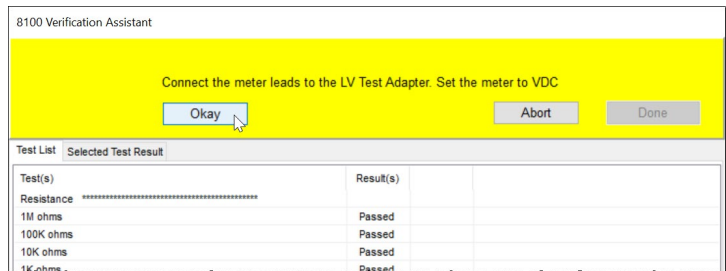 8100 Verification Assistant
Connect the meter leads to the LV Test Adapter. Set the meter to VDC
Okay Abort Done
Test List Selected Test Result
Test(s) Result(s)
Resistance *********************************************
1M ohms Passed
100K ohms Passed
10K ohms Passed
1K ohms Passed